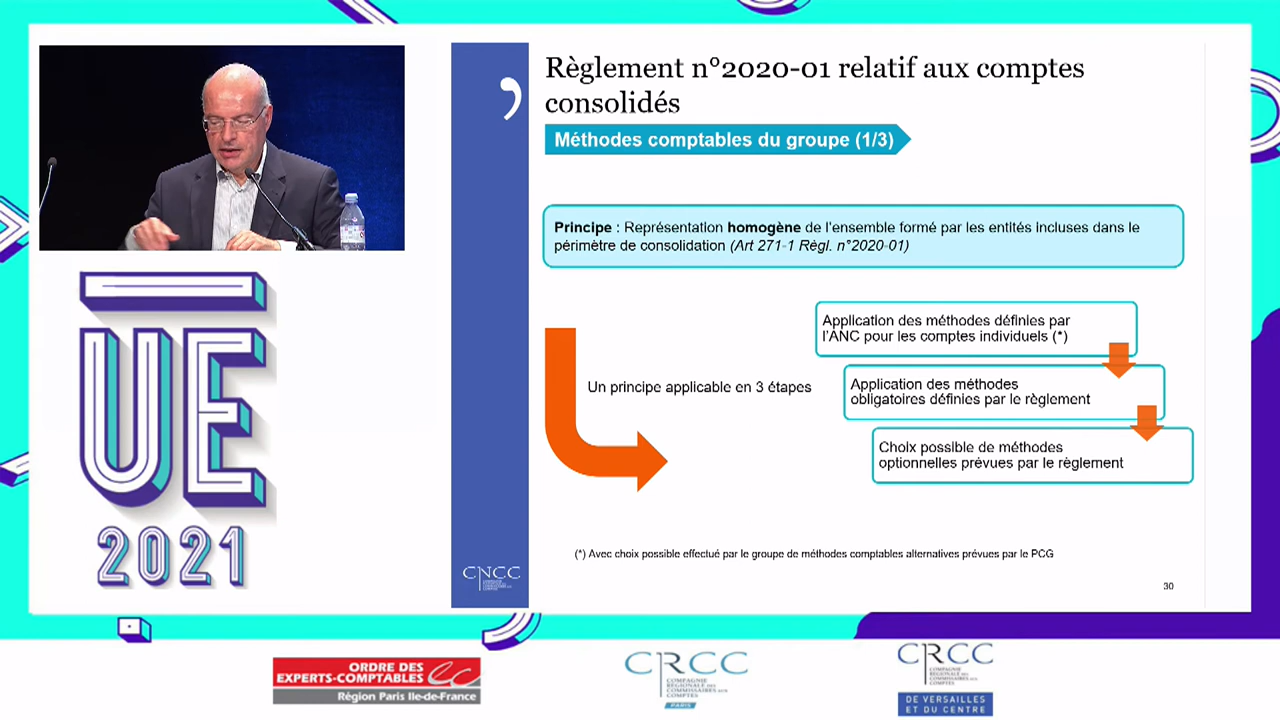 Règlement n°2020-01 relatif aux comptes
consolidés
Méthodes comptables du groupe (1/3)
Principe : Représentation homogène de l'ensemble formé par les entités incluses dans le
périmètre de consolidation (Art 271-1 Règl. n°2020-01)
Application des méthodes définies par
l'ANC pour les comptes individuels (*)
Un principe applicable en 3 étapes
Application des méthodes
obligatoires définies par le règlement
Choix possible de méthodes
optionnelles prévues par le règlement
(*) Avec choix possible effectué par le groupe de méthodes comptables alternatives prévues par le PCG
30
CNCC
UE
2021
ORDRE DES
EXPERTS-COMPTABLES
Région Paris Ile-de-France
CRCC
COMPAGNIE
RÉGIONALE DES
COMMISSAIRES AUX
COMPTES
PARIS
CRCC
COMPAGNIE
RÉGIONALE DES
COMMISSAIRES AUX
COMPTES
DE VERSAILLES
ET DU CENTRE